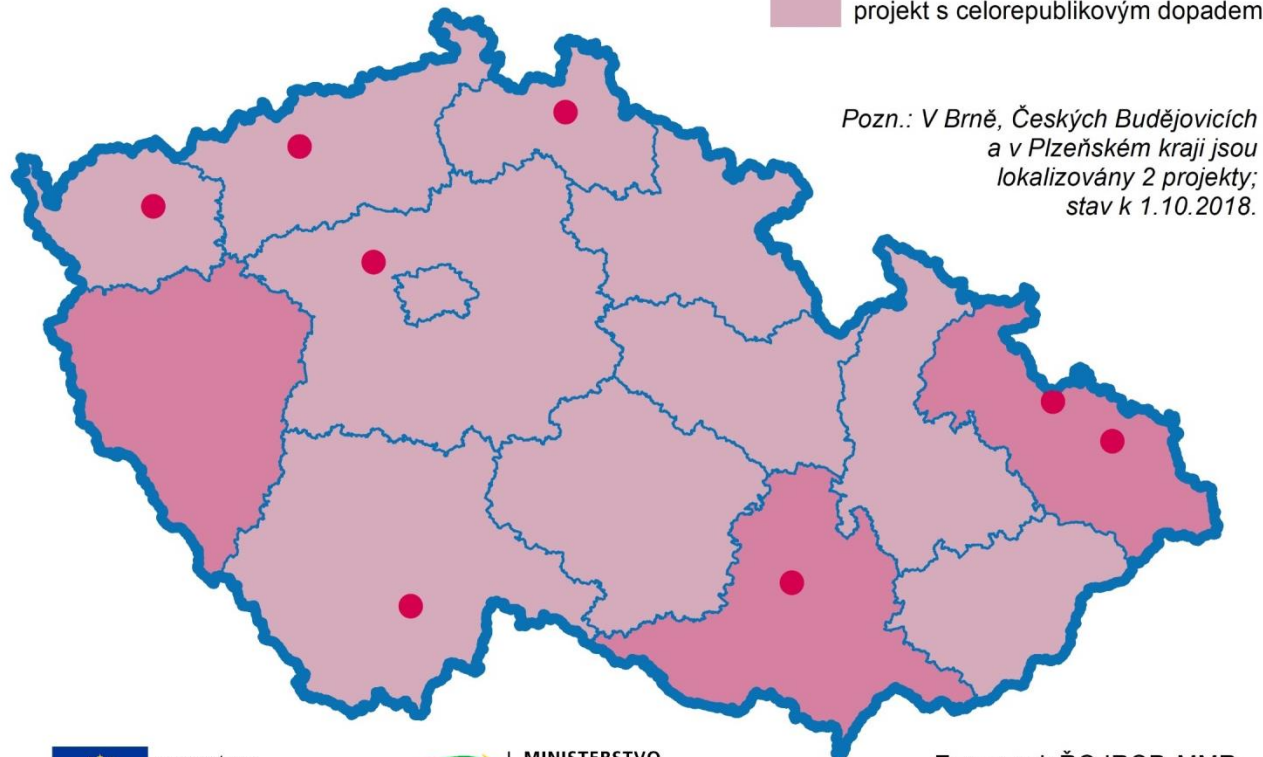 projekt s celorepublikovým dopadem
Pozn.: V Brně, Českých Budějovicích
a v Plzeňském kraji jsou
lokalizovány 2 projekty;
stav k 1.10.2018.
MINISTERSTVO